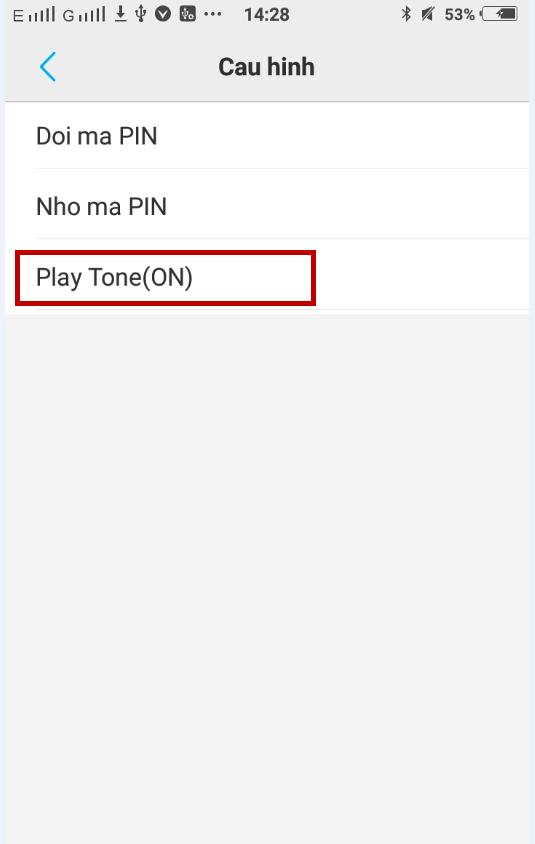 E G ... 14:28 53%
Cau hinh
Doi ma PIN
Nho ma PIN
Play Tone(ON)